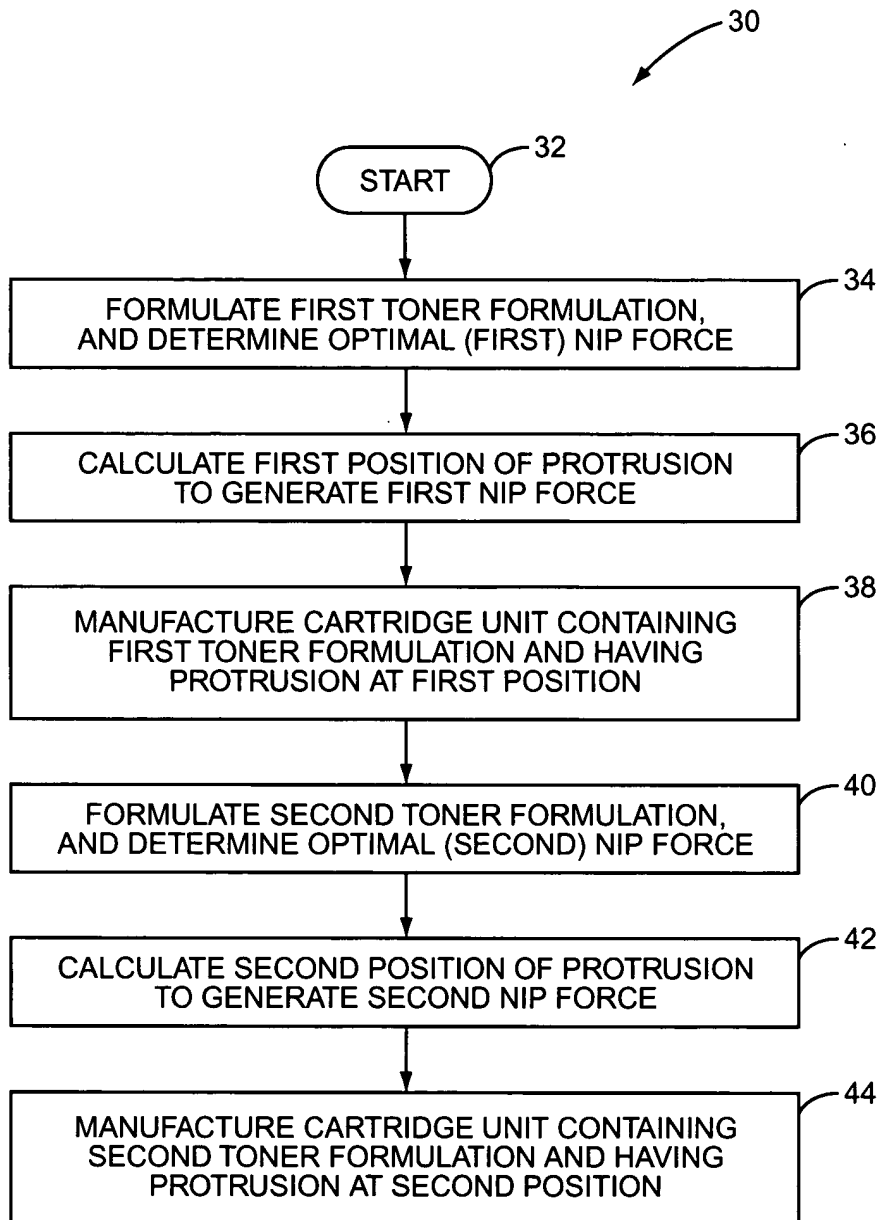 30
32
START
34
FORMULATE FIRST TONER FORMULATION,
AND DETERMINE OPTIMAL (FIRST) NIP FORCE
36
CALCULATE FIRST POSITION OF PROTRUSION
TO GENERATE FIRST NIP FORCE
38
MANUFACTURE CARTRIDGE UNIT CONTAINING
FIRST TONER FORMULATION AND HAVING
PROTRUSION AT FIRST POSITION
40
FORMULATE SECOND TONER FORMULATION,
AND DETERMINE OPTIMAL (SECOND) NIP FORCE
42
CALCULATE SECOND POSITION OF PROTRUSION
TO GENERATE SECOND NIP FORCE
44
MANUFACTURE CARTRIDGE UNIT CONTAINING
SECOND TONER FORMULATION AND HAVING
PROTRUSION AT SECOND POSITION